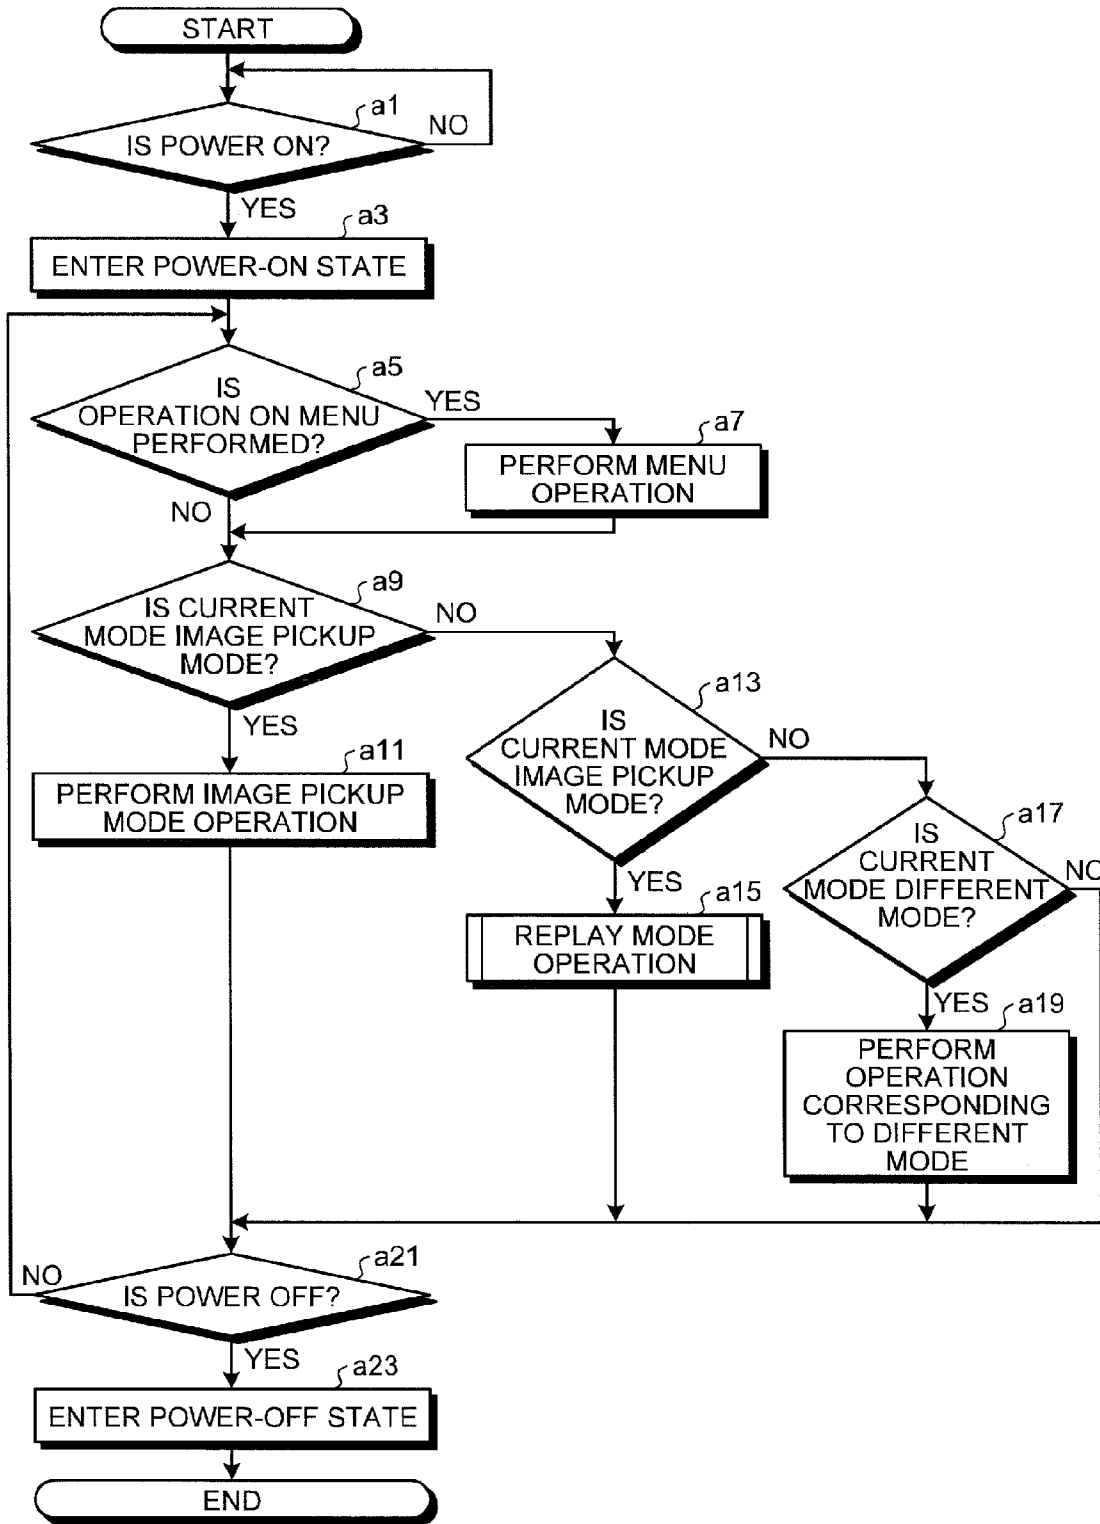 START
a1
NO
IS POWER ON?
YES
a3
ENTER POWER-ON STATE
a5
IS
OPERATION ON MENU
PERFORMED?
YES
a7
PERFORM MENU
OPERATION
NO
a9
IS CURRENT
MODE IMAGE PICKUP
MODE?
NO
YES
a13
IS
CURRENT MODE
IMAGE PICKUP
MODE?
NO
a11
PERFORM IMAGE PICKUP
MODE OPERATION
a17
IS
CURRENT
MODE DIFFERENT
MODE?
NO
YES
a15
REPLAY MODE
OPERATION
YES
a19
PERFORM
OPERATION
CORRESPONDING
TO DIFFERENT
MODE
a21
NO
IS POWER OFF?
YES
a23
ENTER POWER-OFF STATE
END